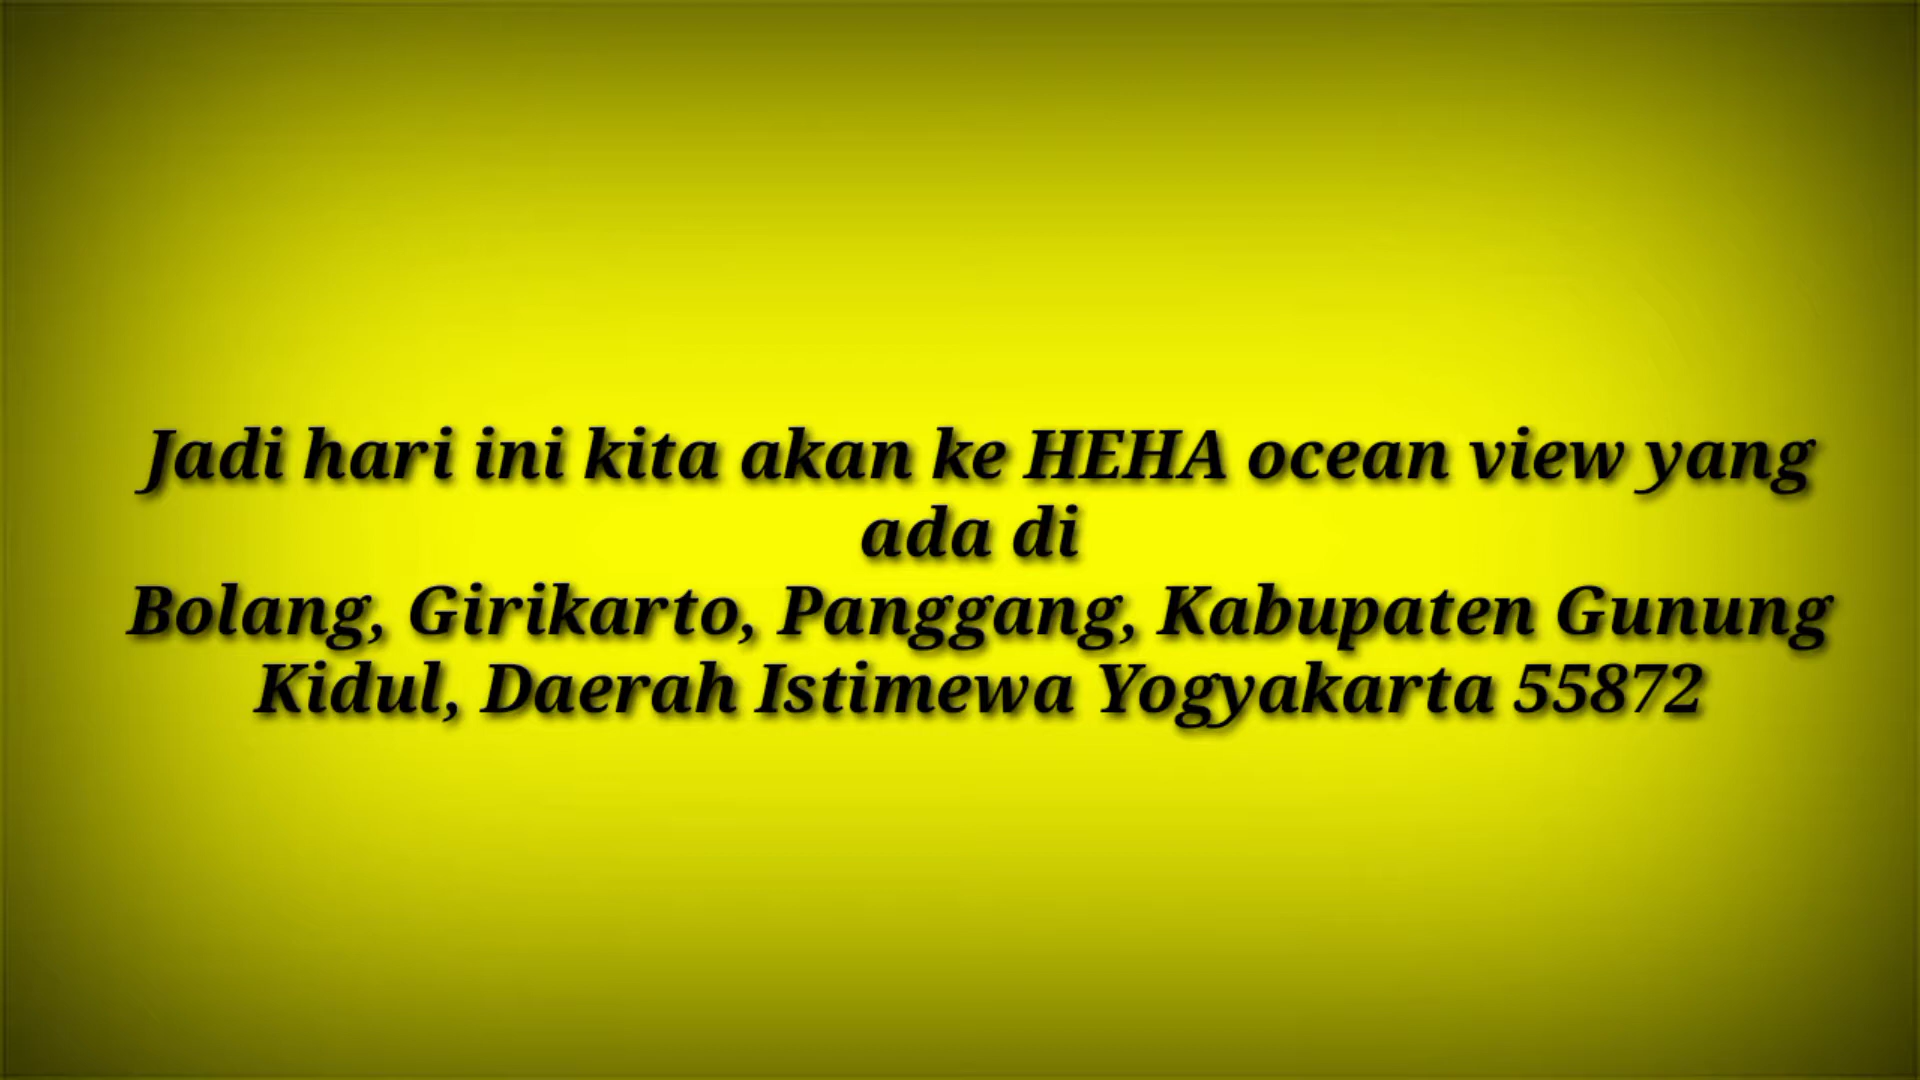 Jadi hari ini kita akan ke HEHA ocean view yang
ada di
Bolang, Girikarto, Panggang, Kabupaten Gunung
Kidul, Daerah Istimewa Yogyakarta 55872